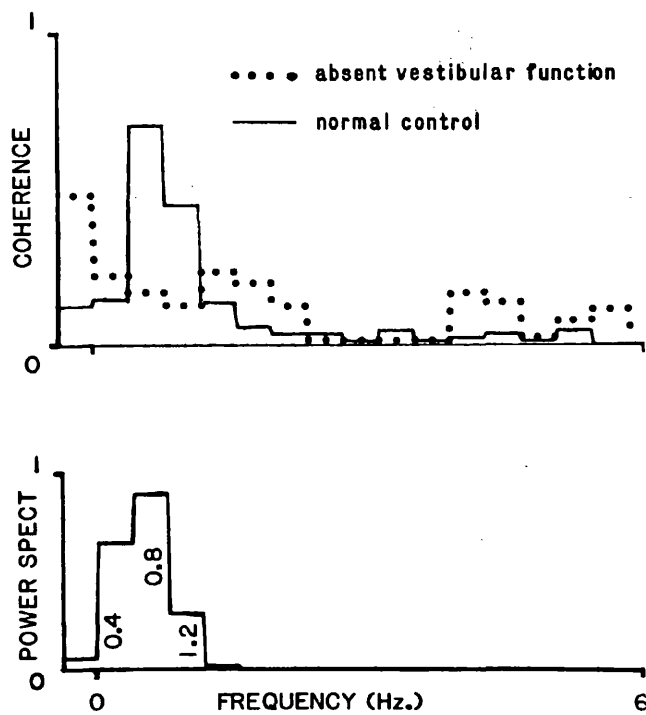 1
absent vestibular function
normal control
COHERENCE
0
1
POWER SPECT
0.4
0.8
1.2
0
0
FREQUENCY (Hz.)
6